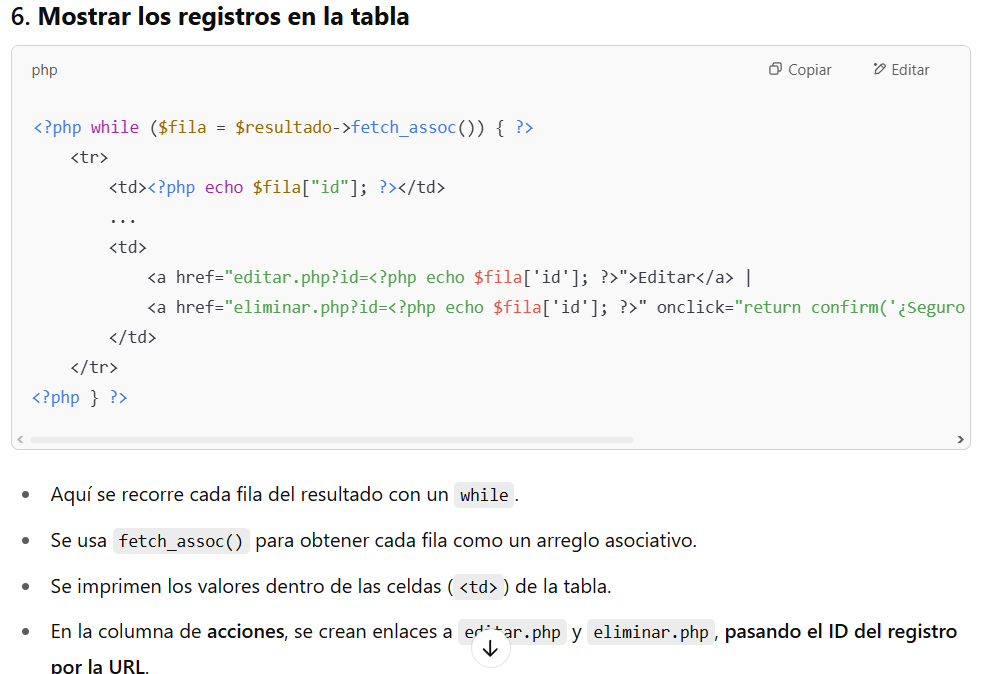 6. Mostrar los registros en la tabla
php
Copiar
Editar
<?php while ($fila = $resultado->fetch_assoc()) { ?>
<tr>
<td><?php echo $fila["id"]; ?></td>
...
<td>
<a href="editar.php?id=<?php echo $fila['id']; ?>">Editar</a> |
<a href="eliminar.php?id=<?php echo $fila['id']; ?>" onclick="return confirm('¿Seguro
</td>
</tr>
<?php } ?>
Aquí se recorre cada fila del resultado con un while.
Se usa fetch_assoc() para obtener cada fila como un arreglo asociativo.
Se imprimen los valores dentro de las celdas (<td>) de la tabla.
En la columna de acciones, se crean enlaces a editar.php y eliminar.php, pasando el ID del registro
por la URL.